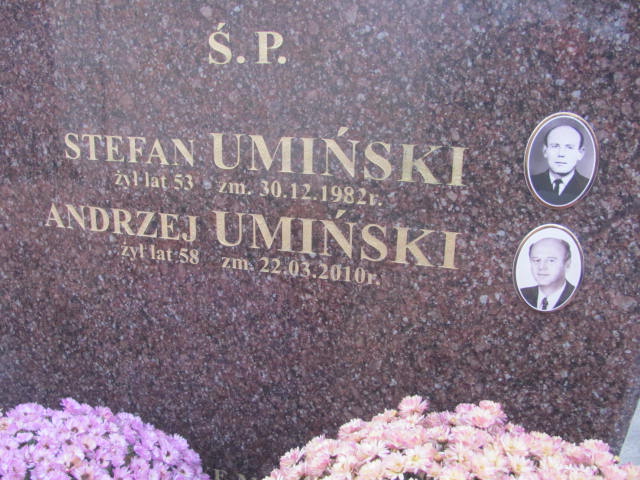 Ś. P.
STEFAN UMIŃSKI
żył lat 53 zm. 30.12.1982r.
ANDRZEJ UMIŃSKI
żył lat 58 zm. 22.03.2010r.